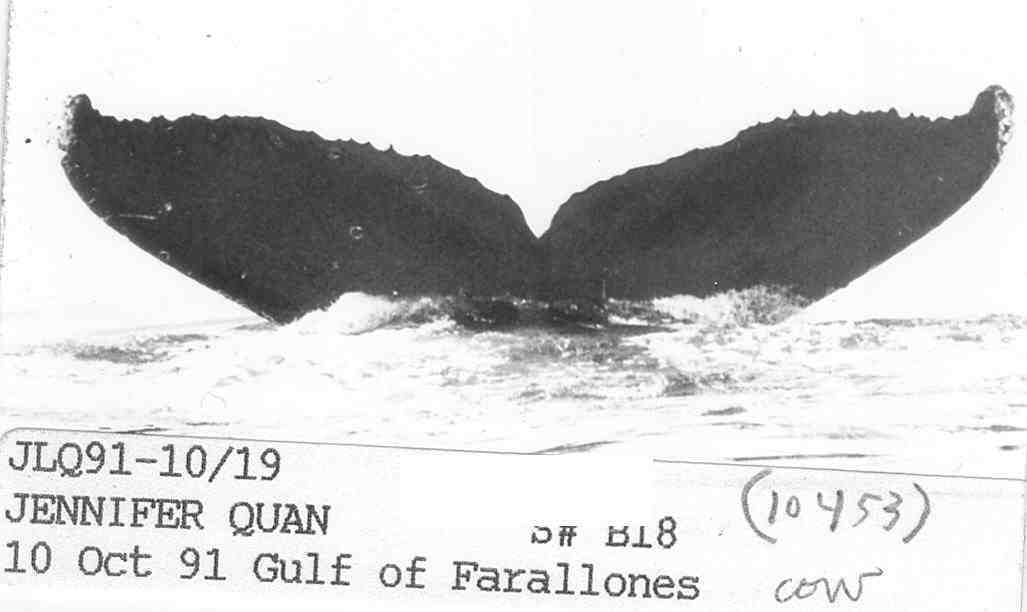 JLQ91-10/19
JENNIFER QUAN
S# B18
(10453)
10 Oct 91 Gulf of Farallones
cow